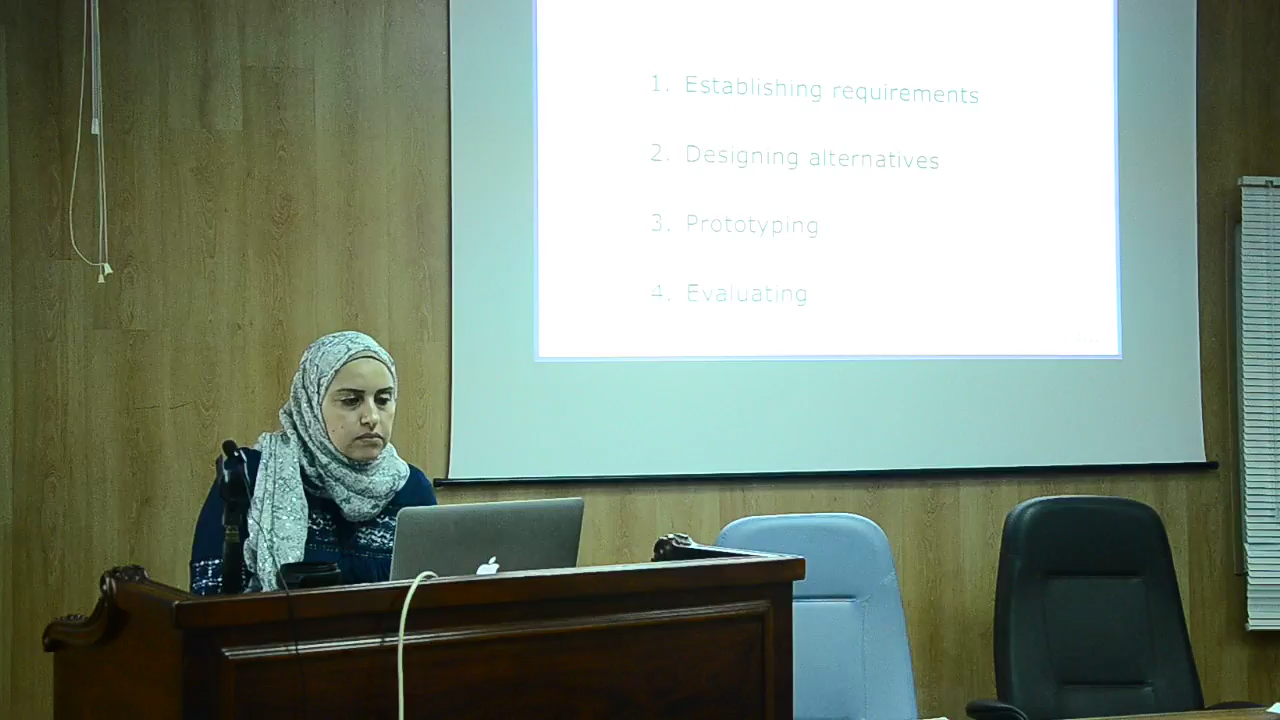 1. Establishing requirements
2. Designing alternatives
3. Prototyping
4. Evaluating